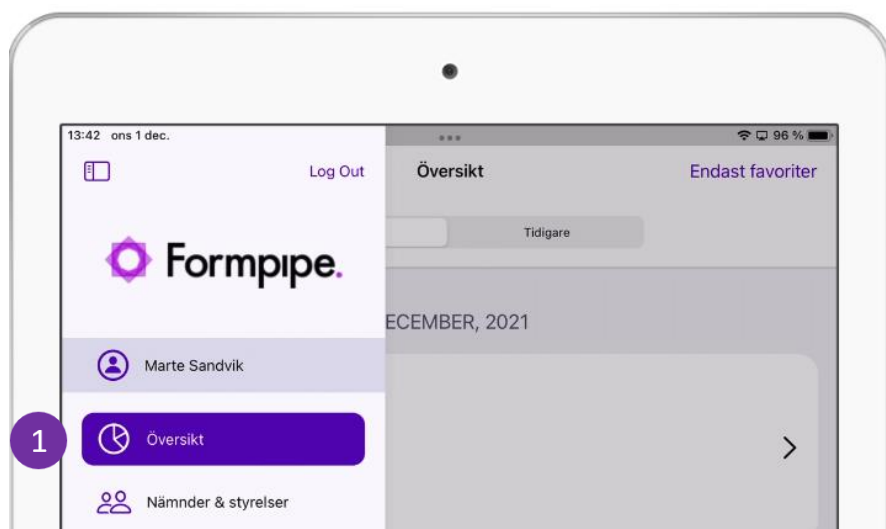 13:42 ons 1 dec.
96 %
Log Out
Översikt
Endast favoriter
Tidigare
Formpipe.
ECEMBER, 2021
Marte Sandvik
1
Översikt
Nämnder & styrelser